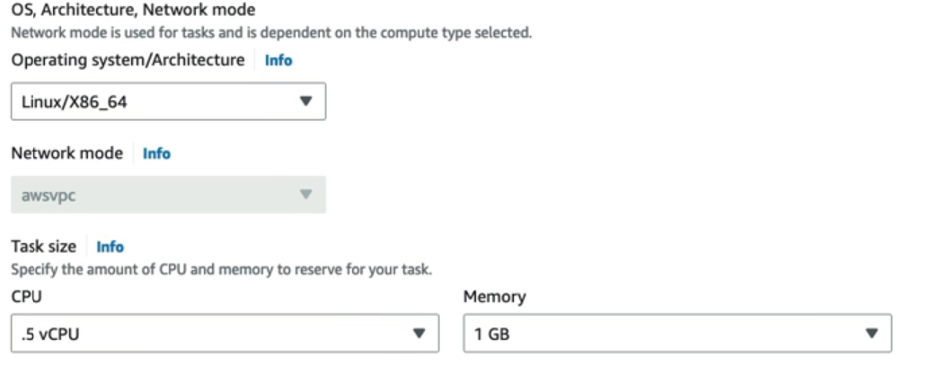 OS, Architecture, Network mode
Network mode is used for tasks and is dependent on the compute type selected.
Operating system/Architecture Info
Linux/X86_64
Network mode Info
awsvpc
Task size Info
Specify the amount of CPU and memory to reserve for your task.
CPU Memory
.5 vCPU 1 GB